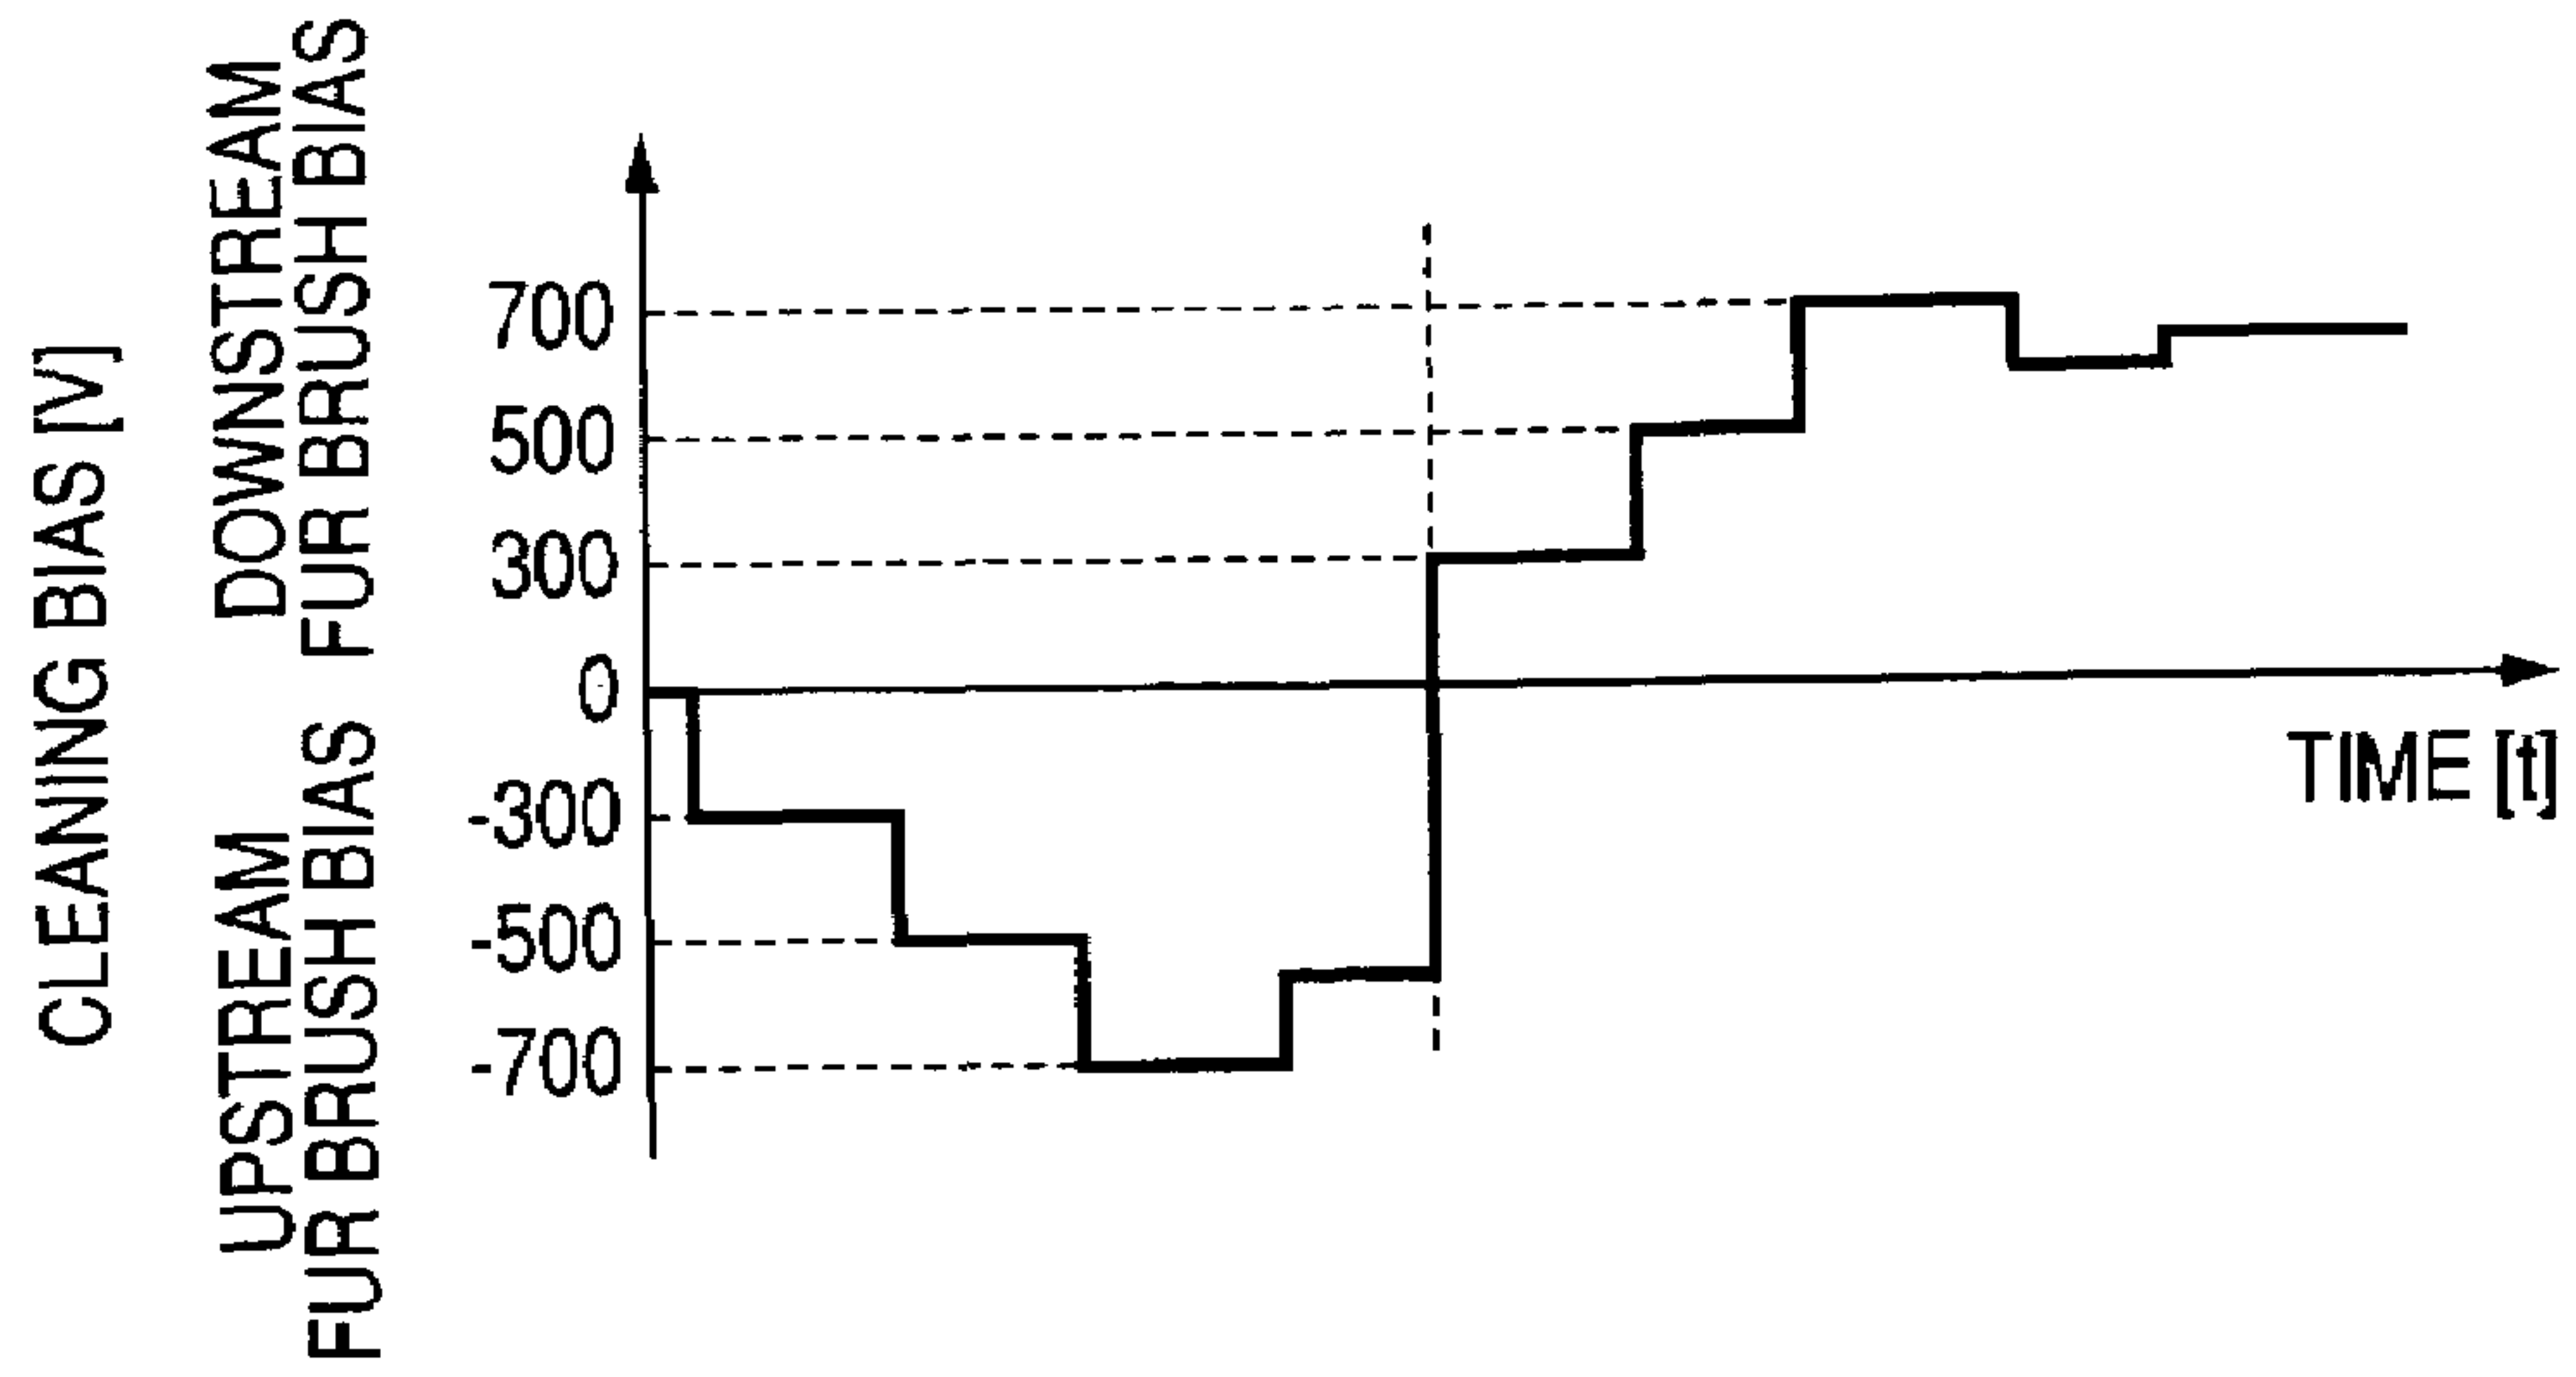 CLEANING BIAS [V]
DOWNSTREAM
FUR BRUSH BIAS
UPSTREAM
FUR BRUSH BIAS
700
500
300
0
-300
-500
-700
TIME [t]